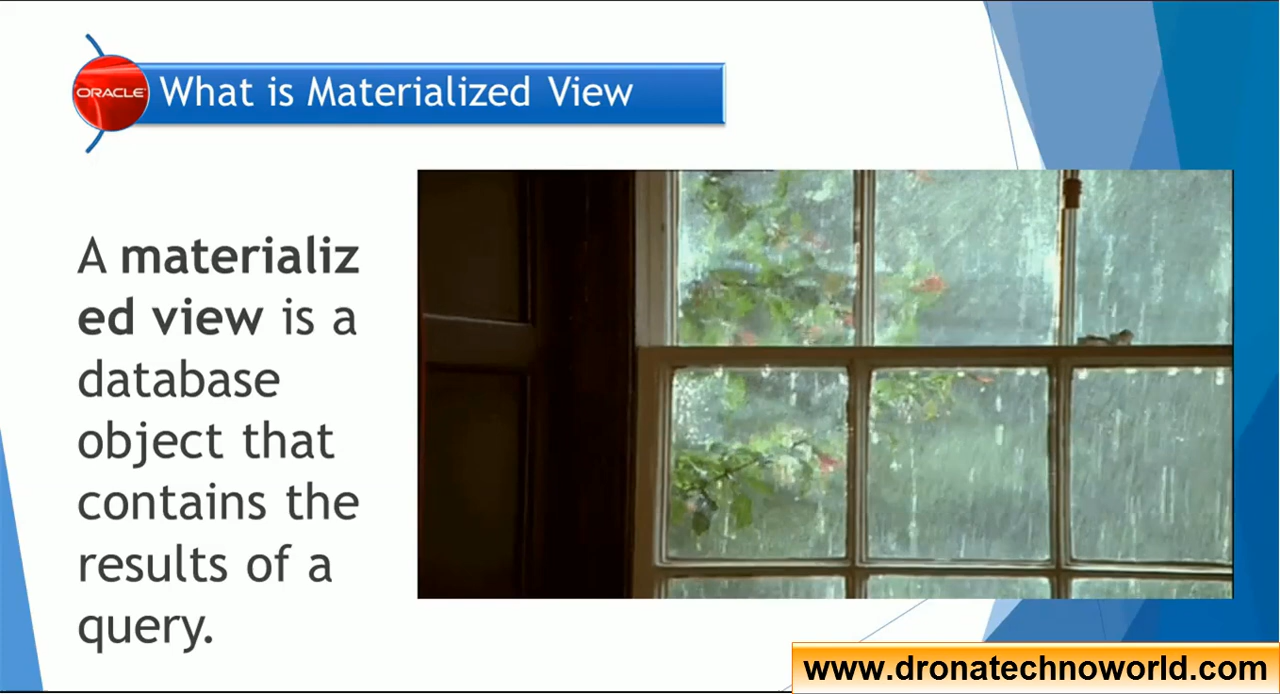 ORACLE
What is Materialized View
A materializ
ed view is a
database
object that
contains the
results of a
query.
www.dronatechnoworld.com